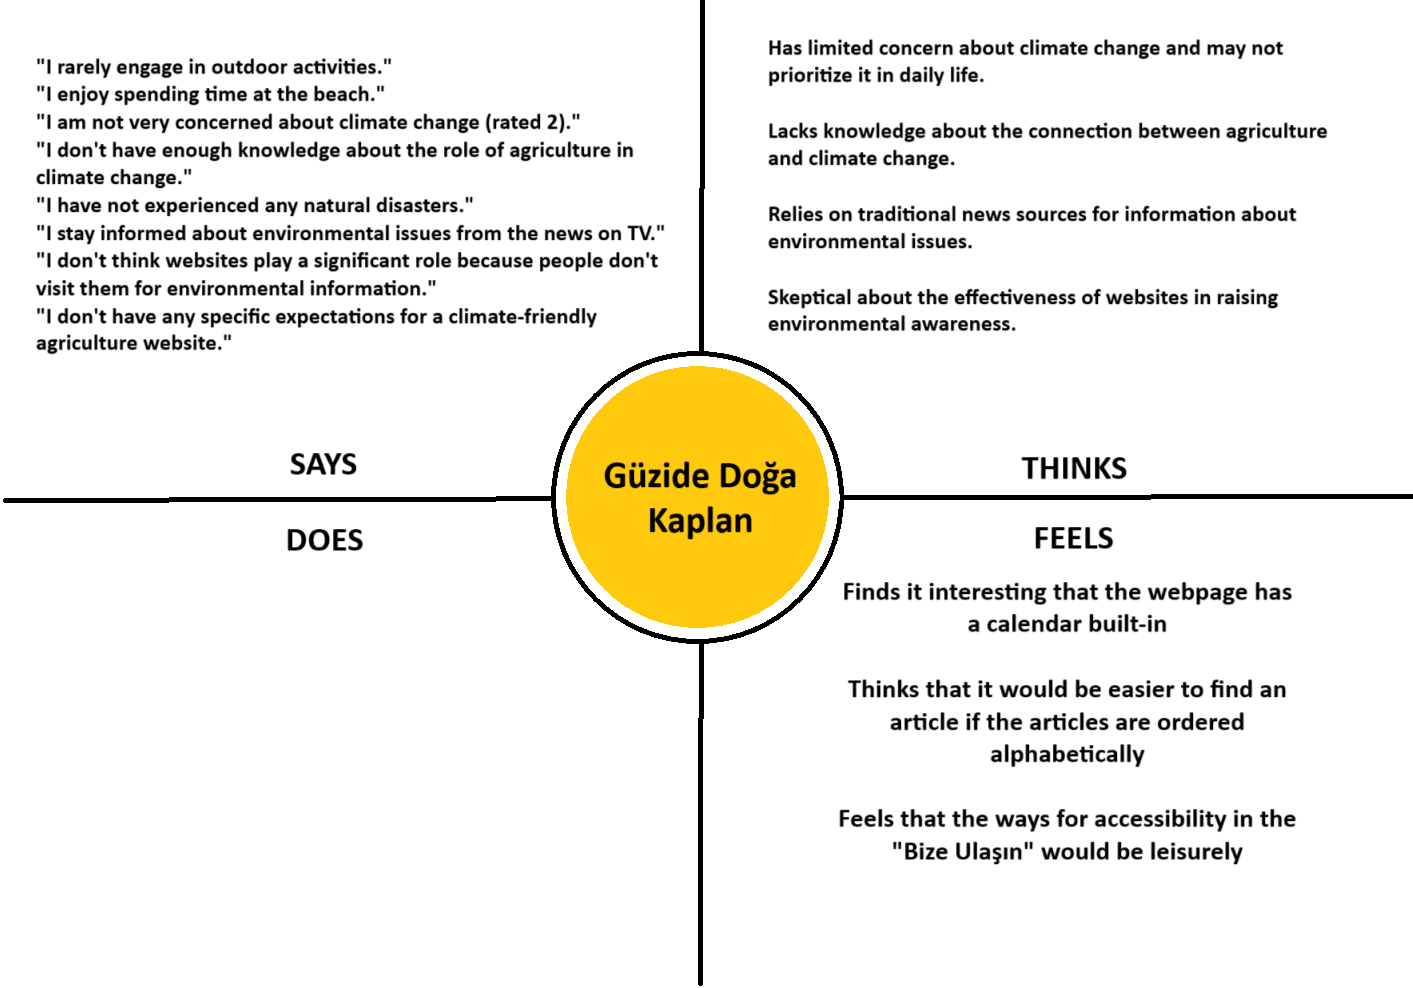 "I rarely engage in outdoor activities."
"I enjoy spending time at the beach."
"I am not very concerned about climate change (rated 2)."
"I don't have enough knowledge about the role of agriculture in
climate change."
"I have not experienced any natural disasters."
"I stay informed about environmental issues from the news on TV."
"I don't think websites play a significant role because people don't
visit them for environmental information."
"I don't have any specific expectations for a climate-friendly
agriculture website."
SAYS
Has limited concern about climate change and may not
prioritize it in daily life.
Lacks knowledge about the connection between agriculture
and climate change.
Relies on traditional news sources for information about
environmental issues.
Skeptical about the effectiveness of websites in raising
environmental awareness.
THINKS
Güzide Doğa
Kaplan
DOES
FEELS
Finds it interesting that the webpage has
a calendar built-in
Thinks that it would be easier to find an
article if the articles are ordered
alphabetically
Feels that the ways for accessibility in the
"Bize Ulaşın" would be leisurely